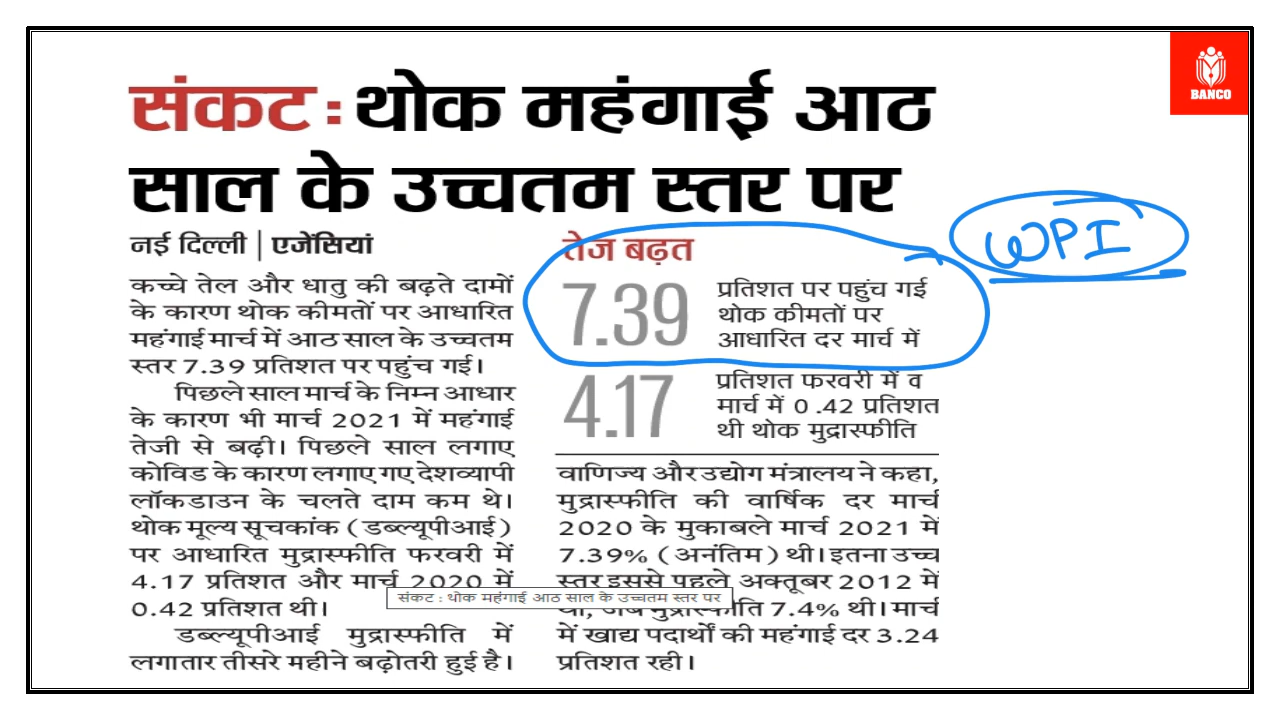 BANCO
संकट : थोक महंगाई आठ
साल के उच्चतम स्तर पर
नई दिल्ली | एजेंसियां
कच्चे तेल और धातु की बढ़ते दामों
के कारण थोक कीमतों पर आधारित
महंगाई मार्च में आठ साल के उच्चतम
स्तर 7.39 प्रतिशत पर पहुंच गई।
पिछले साल मार्च के निम्न आधार
के कारण भी मार्च 2021 में महंगाई
तेजी से बढ़ी। पिछले साल लगाए
कोविड के कारण लगाए गए देशव्यापी
लॉकडाउन के चलते दाम कम थे।
थोक मूल्य सूचकांक ( डब्ल्यूपीआई )
पर आधारित मुद्रास्फीति फरवरी में
4.17 प्रतिशत और मार्च 2020 में
0.42 प्रतिशत थी।
डब्ल्यूपीआई मुद्रास्फीति में
लगातार तीसरे महीने बढ़ोतरी हुई है।
तेज बढ़त
WPI
7.39 प्रतिशत पर पहुंच गई
थोक कीमतों पर
आधारित दर मार्च में
4.17 प्रतिशत फरवरी में व
मार्च में 0 .42 प्रतिशत
थी थोक मुद्रास्फीति
वाणिज्य और उद्योग मंत्रालय ने कहा,
मुद्रास्फीति की वार्षिक दर मार्च
2020 के मुकाबले मार्च 2021 में
7.39% ( अनंतिम ) थी। इतना उच्च
स्तर इससे पहले अक्तूबर 2012 में
7.4% थी। मार्च
में खाद्य पदार्थों की महंगाई दर 3.24
प्रतिशत रही।
संकट : थोक महंगाई आठ साल के उच्चतम स्तर पर